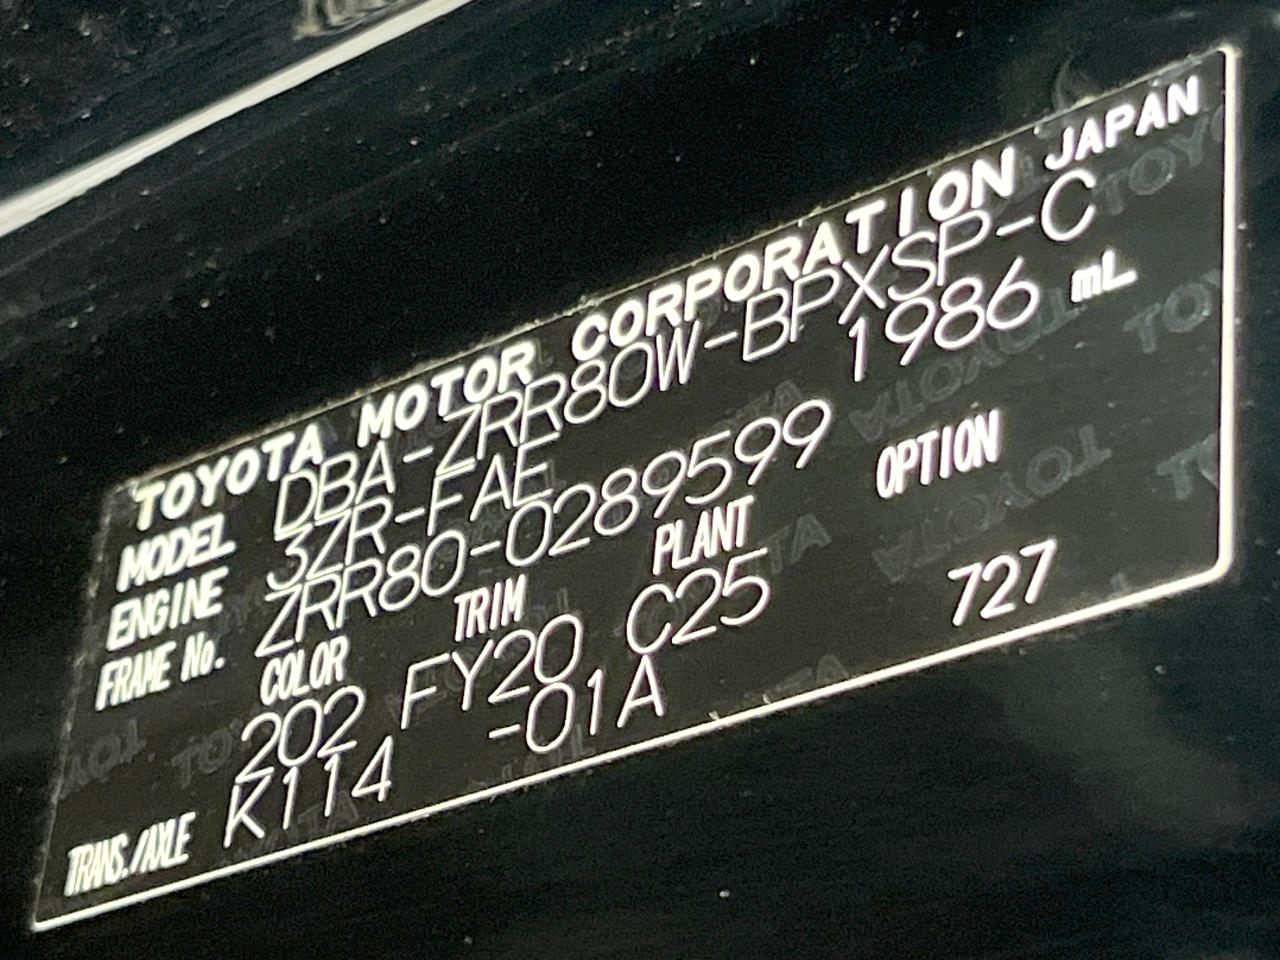 TOYOTA MOTOR CORPORATION JAPAN
MODEL DBA-ZRR80W-BPXSP-C
ENGINE 3ZR-FAE 1986 mL
FRAME No. ZRR80-0289599
COLOR TRIM PLANT OPTION
202 FY20 C25 727
TRANS./AXLE K114 -01A